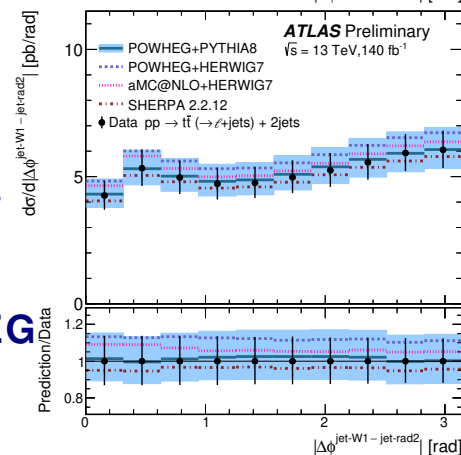 ATLAS Preliminary
√s = 13 TeV,140 fb⁻¹
POWHEG+PYTHIA8
POWHEG+HERWIG7
aMC@NLO+HERWIG7
SHERPA 2.2.12
Data pp → tt̄ (→ℓ+jets) + 2jets
dσ/d|Δϕ^jet-W1 – jet-rad2| [pb/rad]
10
5
0
G
Prediction/Data
1.2
1
0.8
0 1 2 3
|Δϕ^jet-W1 – jet-rad2| [rad]